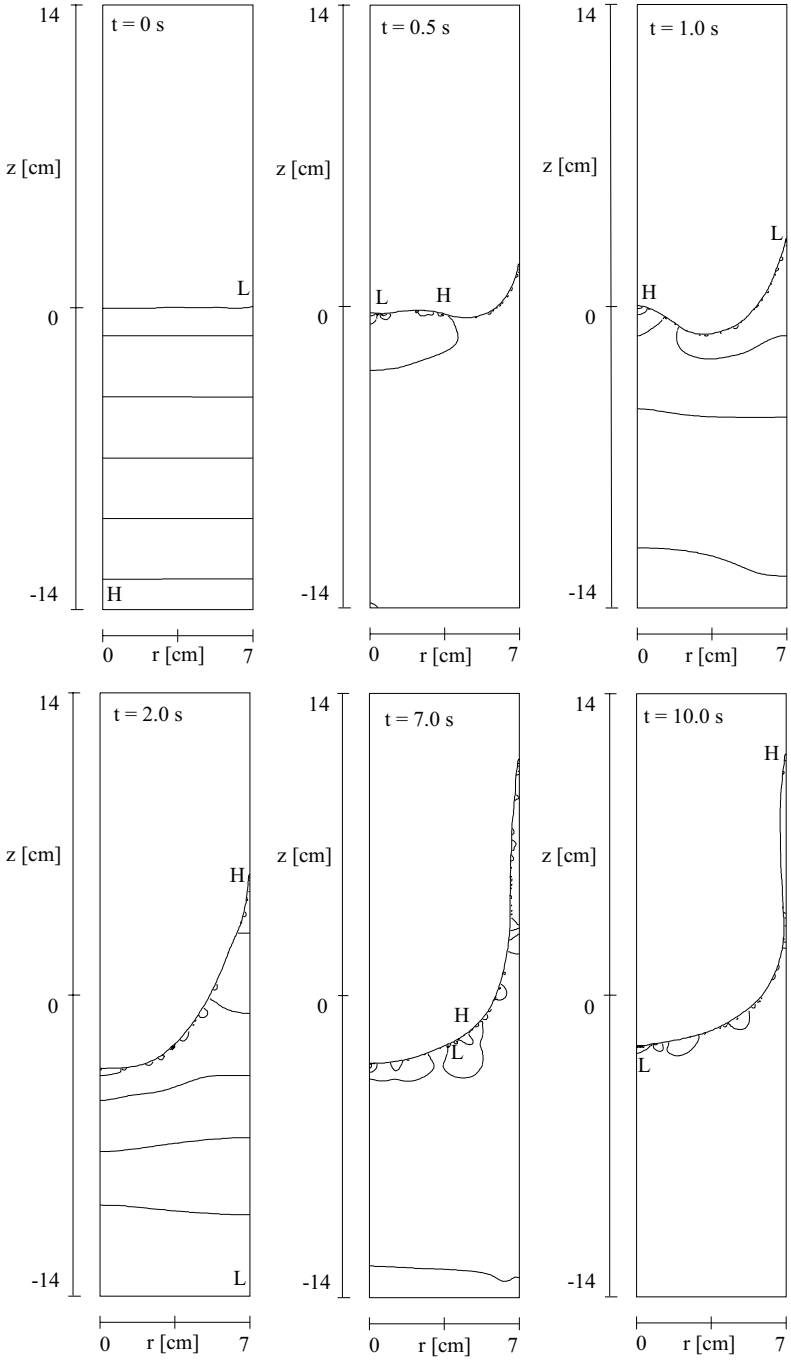 14
t = 0 s
z [cm]
L
0
H
-14
0 r [cm] 7
14
t = 0.5 s
z [cm]
L H
0
-14
0 r [cm] 7
14
t = 1.0 s
z [cm]
L
H
0
-14
0 r [cm] 7
14
t = 2.0 s
z [cm]
H
0
L
-14
0 r [cm] 7
14
t = 7.0 s
z [cm]
0
H
L
-14
0 r [cm] 7
14
t = 10.0 s
H
z [cm]
0
L
-14
0 r [cm] 7